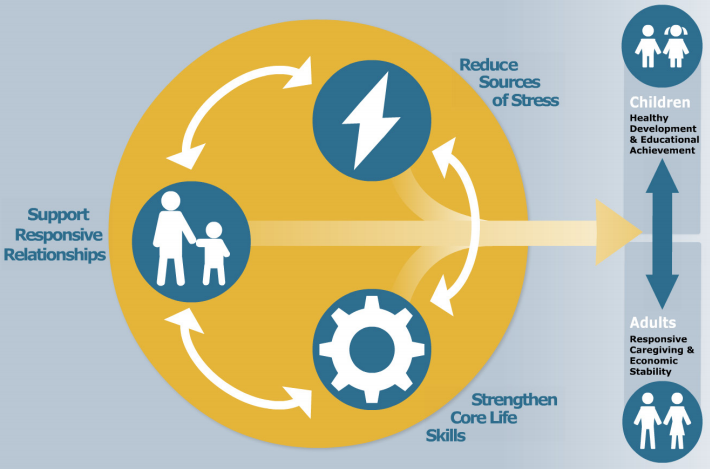 Reduce
Sources
of Stress
Support
Responsive
Relationships
Strengthen
Core Life
Skills
Children
Healthy
Development
& Educational
Achievement
Adults
Responsive
Caregiving &
Economic
Stability